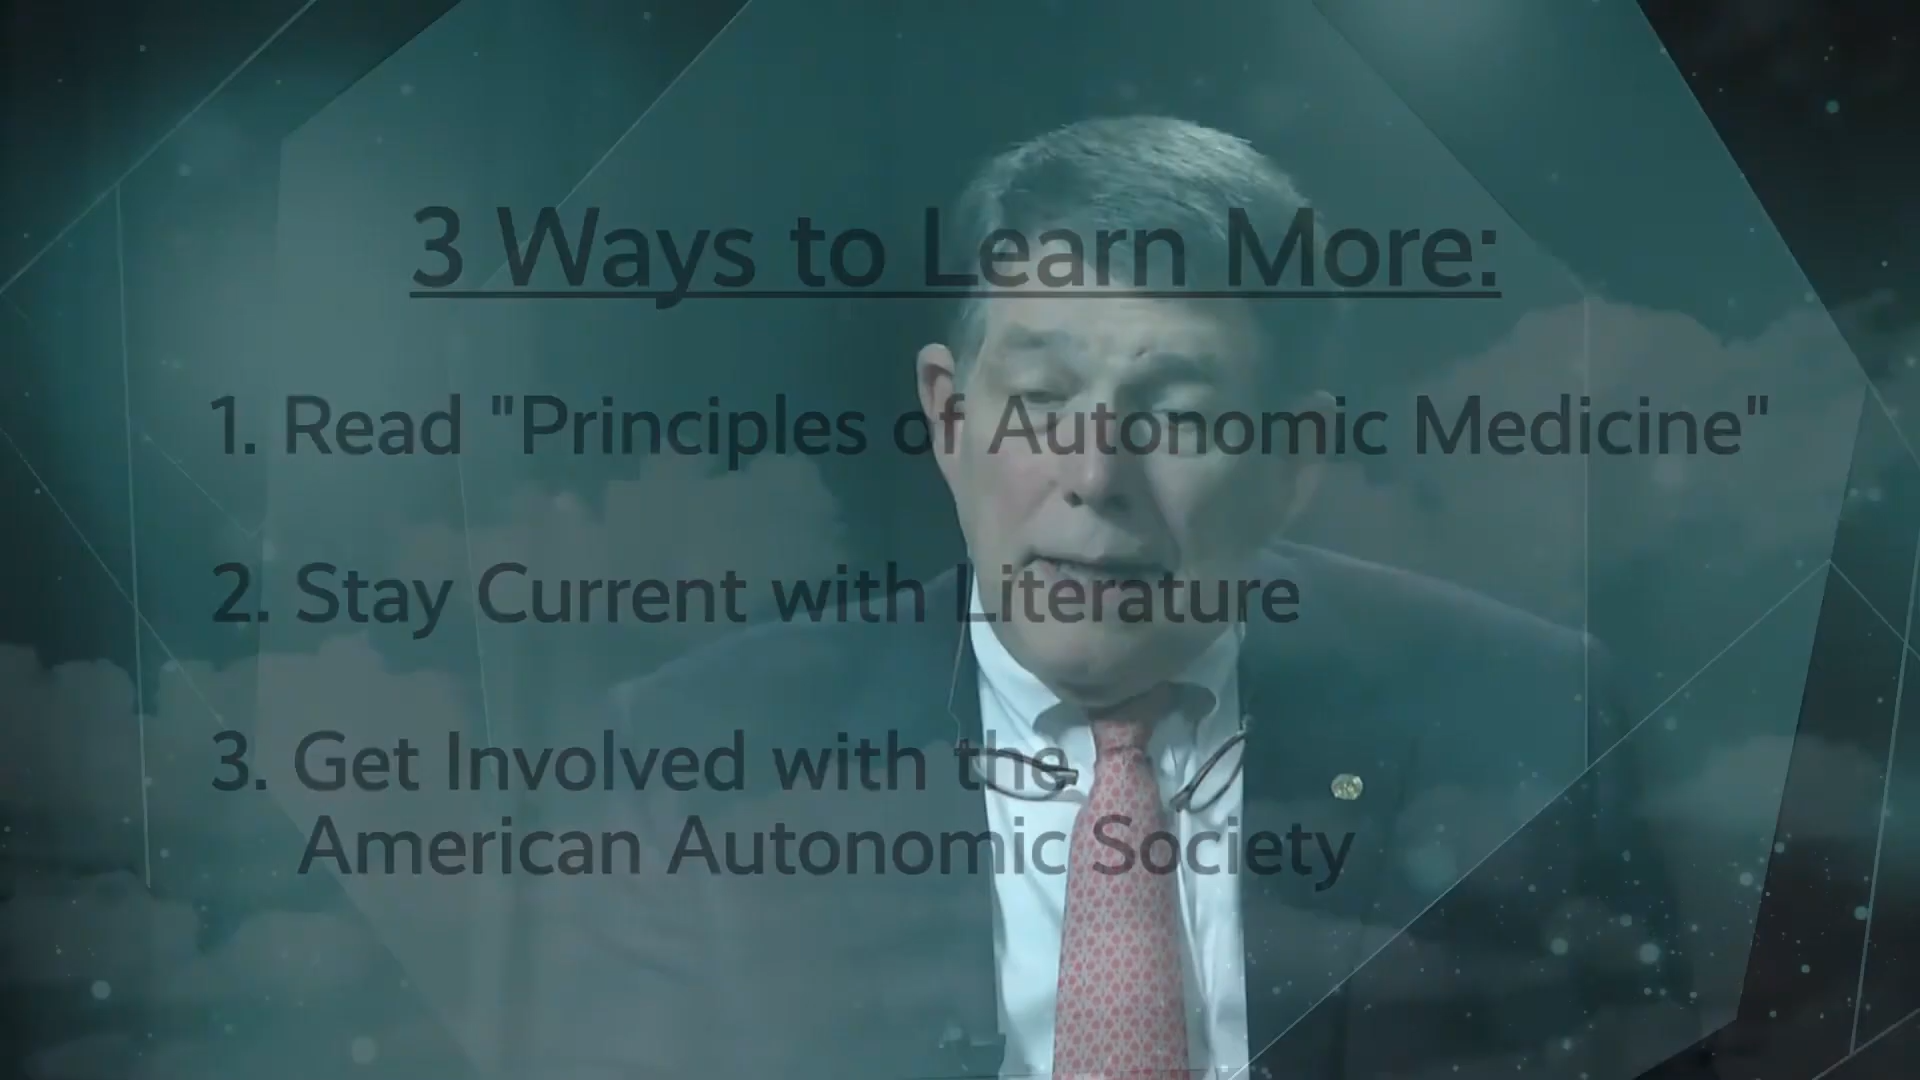 3 Ways to Learn More:
1. Read "Principles of Autonomic Medicine"
2. Stay Current with Literature
3. Get Involved with the
American Autonomic Society